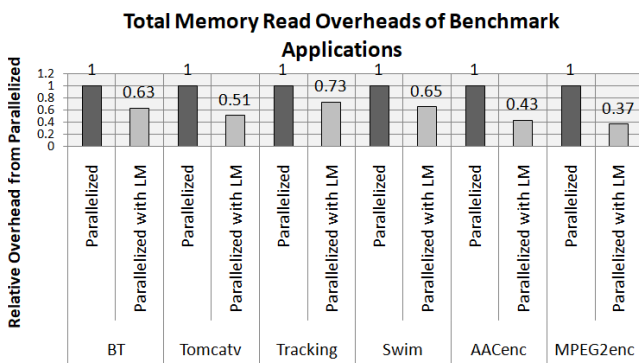 Total Memory Read Overheads of Benchmark
Applications
Relative Overhead from Parallelized
1.2
1
0.8
0.6
0.4
0.2
0
1
0.63
1
0.51
1
0.73
1
0.65
1
0.43
1
0.37
Parallelized
Parallelized with LM
Parallelized
Parallelized with LM
Parallelized
Parallelized with LM
Parallelized
Parallelized with LM
Parallelized
Parallelized with LM
Parallelized
Parallelized with LM
BT
Tomcatv
Tracking
Swim
AACenc
MPEG2enc